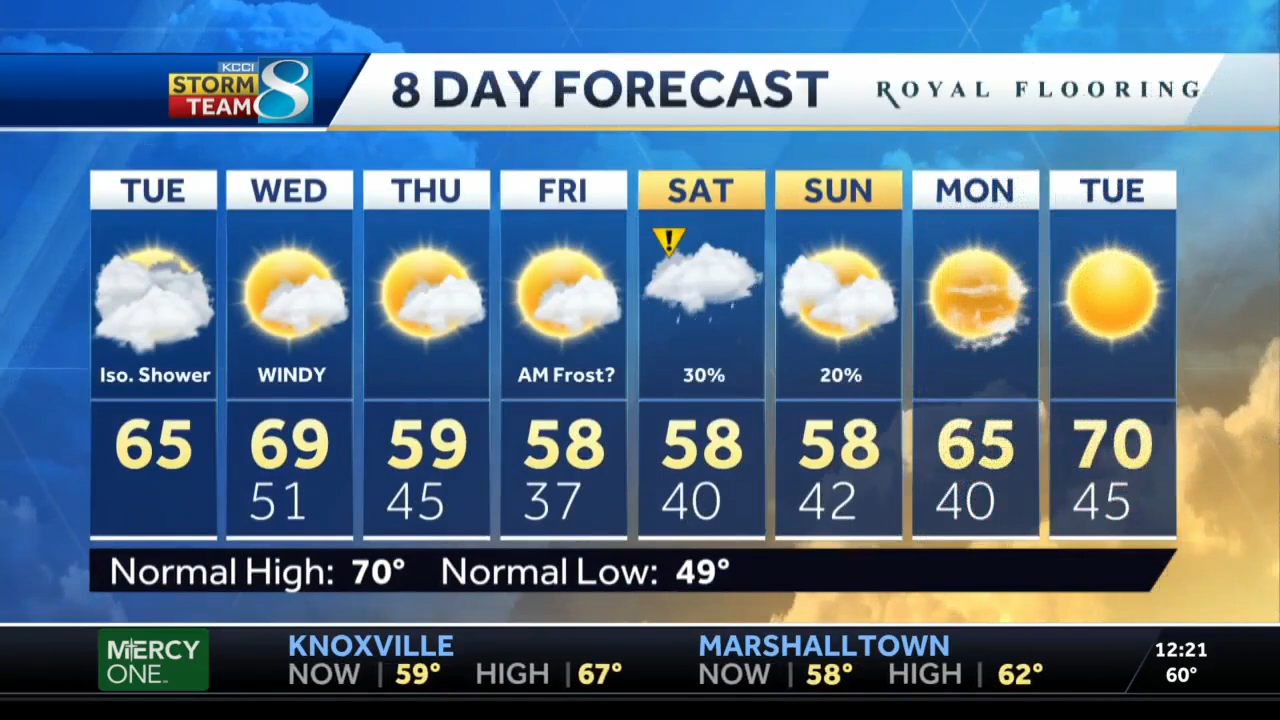 KCCI
STORM
TEAM 8
8 DAY FORECAST
ROYAL FLOORING
TUE WED THU FRI SAT SUN MON TUE
!
Iso. Shower WINDY AM Frost? 30% 20%
65 69 59 58 58 58 65 70
51 45 37 40 42 40 45
Normal High: 70° Normal Low: 49°
MERCY
ONE
KNOXVILLE
NOW | 59° HIGH | 67°
MARSHALLTOWN
NOW | 58° HIGH | 62°
12:21
60°